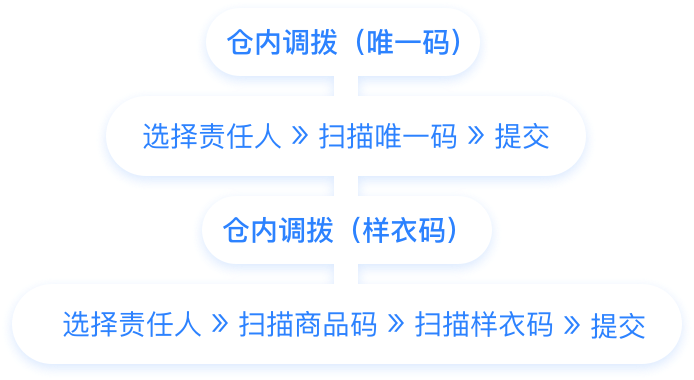 仓内调拨（唯一码）
选择责任人 » 扫描唯一码 » 提交
仓内调拨（样衣码）
选择责任人 » 扫描商品码 » 扫描样衣码 » 提交